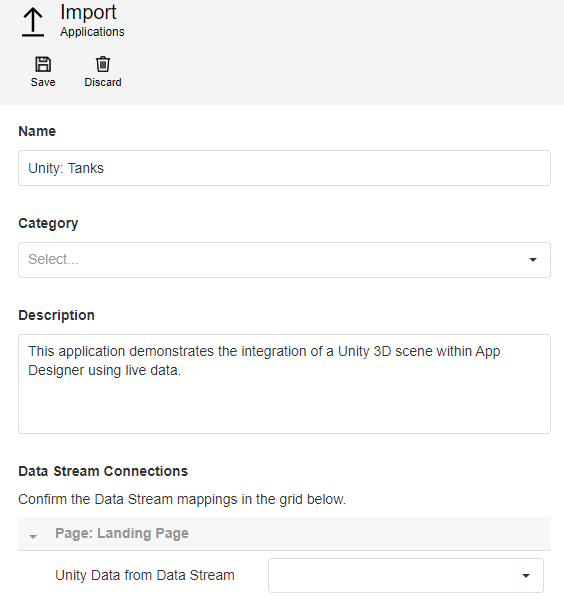 Import
Applications
Save
Discard
Name
Unity: Tanks
Category
Select...
Description
This application demonstrates the integration of a Unity 3D scene within App
Designer using live data.
Data Stream Connections
Confirm the Data Stream mappings in the grid below.
Page: Landing Page
Unity Data from Data Stream